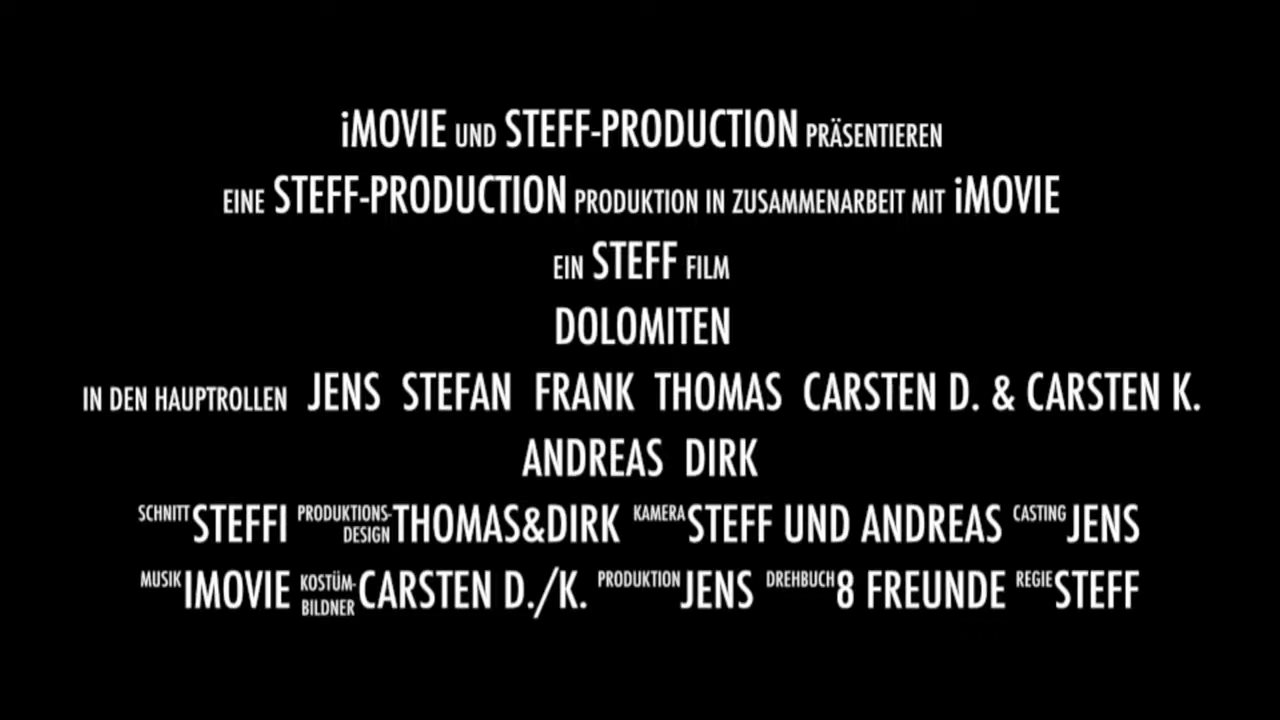 iMOVIE UND STEFF-PRODUCTION PRÄSENTIEREN
EINE STEFF-PRODUCTION PRODUKTION IN ZUSAMMENARBEIT MIT iMOVIE
EIN STEFF FILM
DOLOMITEN
IN DEN HAUPTROLLEN JENS STEFAN FRANK THOMAS CARSTEN D. & CARSTEN K.
ANDREAS DIRK
SCHNITT STEFFI PRODUKTIONS-DESIGN THOMAS&DIRK KAMERA STEFF UND ANDREAS CASTING JENS
MUSIK IMOVIE KOSTÜM-BILDNER CARSTEN D./K. PRODUKTION JENS DREHBUCH 8 FREUNDE REGIE STEFF